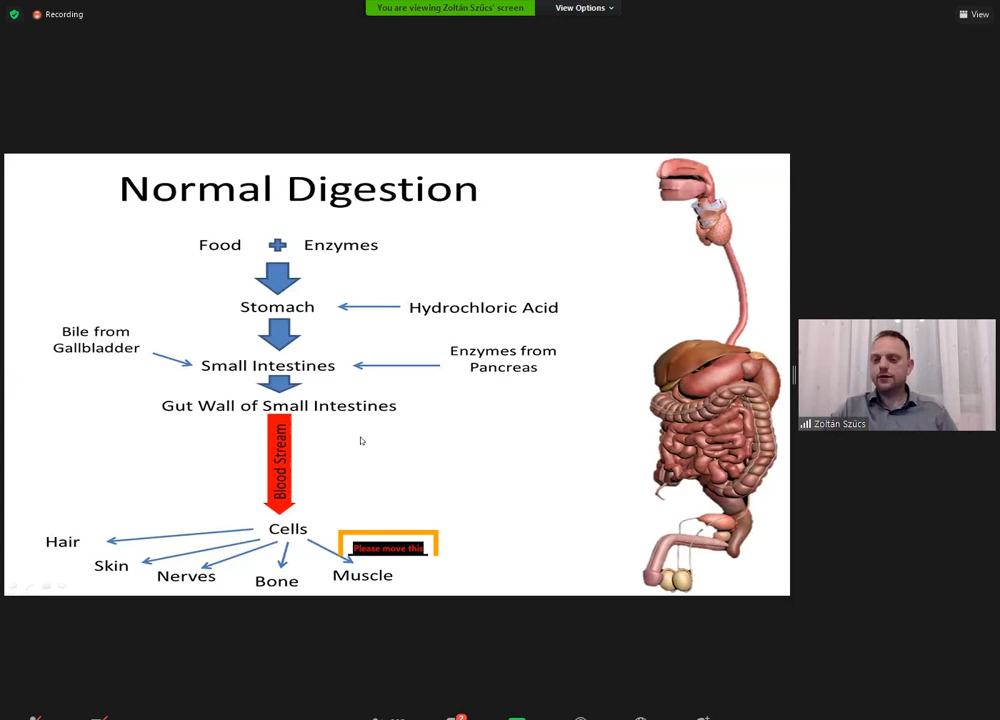 Recording
You are viewing Zoltán Szűcs' screen
View Options
View
Normal Digestion
Food
Enzymes
Stomach
Hydrochloric Acid
Bile from
Gallbladder
Small Intestines
Enzymes from
Pancreas
Gut Wall of Small Intestines
Blood Stream
Cells
Hair
Skin
Nerves
Bone
Muscle
Please move this
Zoltán Szűcs
2